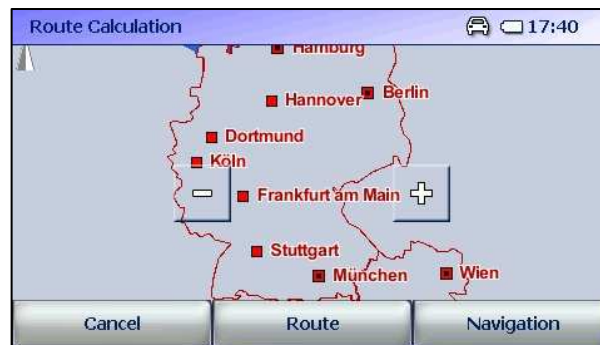 Route Calculation 17:40
Hamburg
Hannover Berlin
Dortmund
Köln
Frankfurt am Main
Stuttgart
München Wien
Cancel Route Navigation